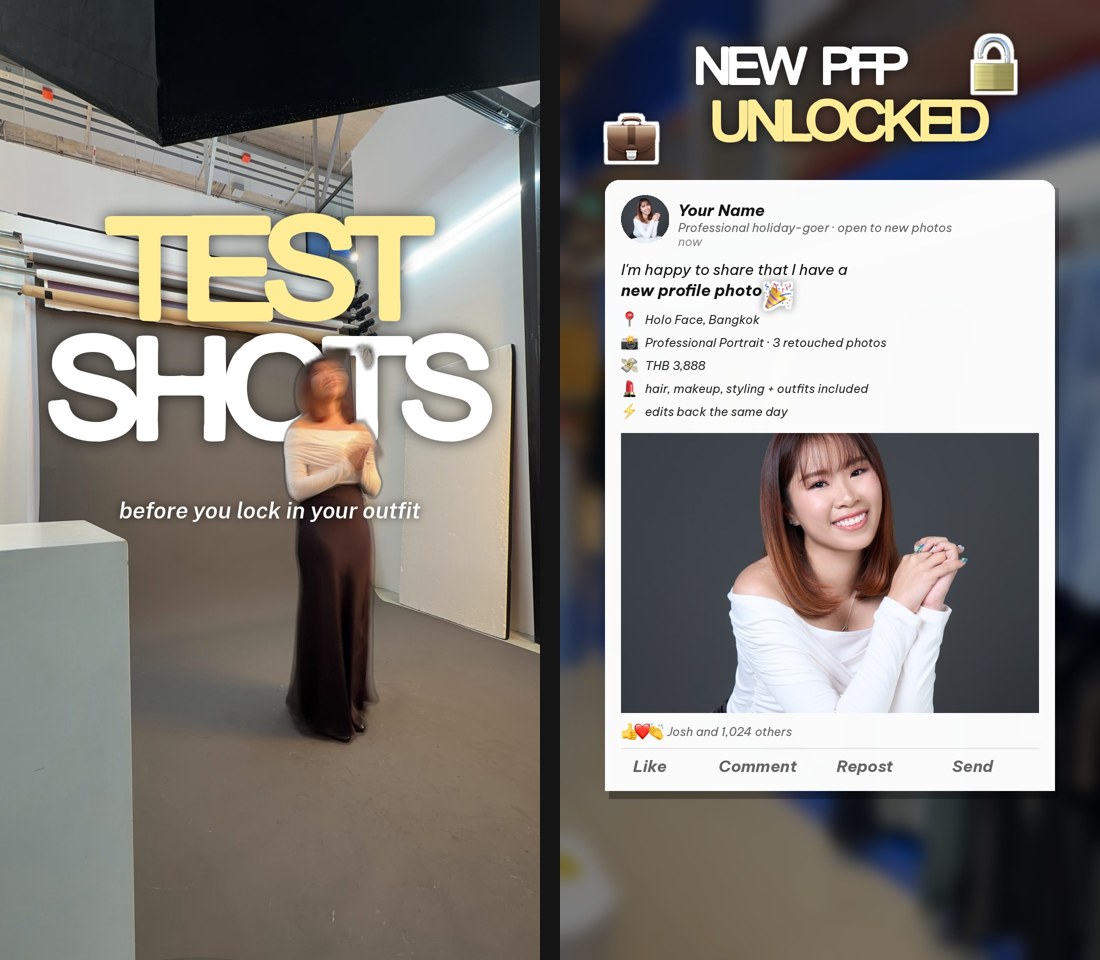 TEST
SHOTS
before you lock in your outfit
NEW PFP
UNLOCKED
Your Name
Professional holiday-goer · open to new photos
now
I'm happy to share that I have a
new profile photo
Holo Face, Bangkok
Professional Portrait · 3 retouched photos
THB 3,888
hair, makeup, styling + outfits included
edits back the same day
Josh and 1,024 others
Like Comment Repost Send